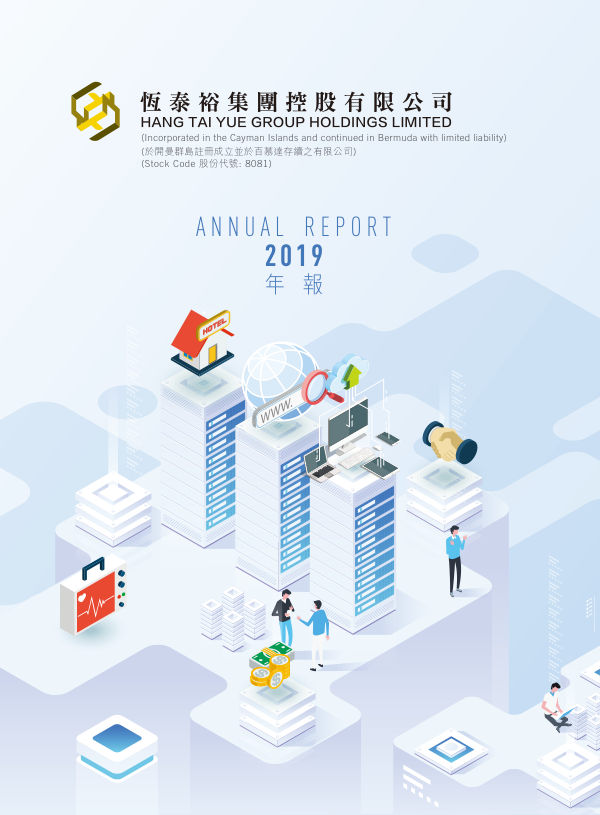 恆泰裕集團控股有限公司
HANG TAI YUE GROUP HOLDINGS LIMITED
(Incorporated in the Cayman Islands and continued in Bermuda with limited liability)
(於開曼群島註冊成立並於百慕達存續之有限公司)
(Stock Code 股份代號: 8081)
ANNUAL REPORT
2019
年報
HOTEL
WWW.